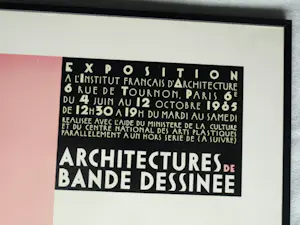 EXPOSITION
A L'INSTITUT FRANÇAIS D'ARCHITECTURE
6 RUE DE TOURNON, PARIS 6e
DU 4 JUIN AU 12 OCTOBRE 1985
DE 12H30 A 19H DU MARDI AU SAMEDI
REALISEE AVEC L'AIDE DU MINISTERE DE LA CULTURE
ET DU CENTRE NATIONAL DES ARTS PLASTIQUES
PARALLELEMENT A UN HORS SERIE DE (A SUIVRE)
ARCHITECTURES DE
BANDE DESSINEE